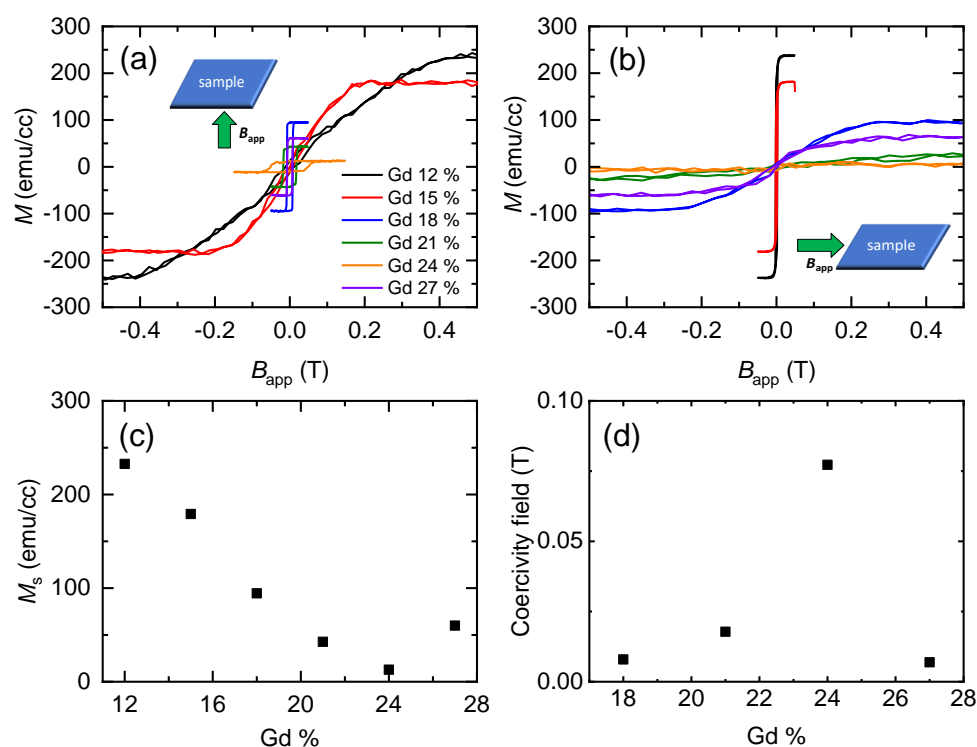 (a)
sample
B_app
M (emu/cc)
300
200
100
0
-100
-200
-300
-0.4 -0.2 0.0 0.2 0.4
B_app (T)
Gd 12 %
Gd 15 %
Gd 18 %
Gd 21 %
Gd 24 %
Gd 27 %
(b)
M (emu/cc)
300
200
100
0
-100
-200
-300
-0.4 -0.2 0.0 0.2 0.4
B_app (T)
sample
B_app
(c)
M_s (emu/cc)
300
200
100
0
12 16 20 24 28
Gd %
(d)
Coercivity field (T)
0.10
0.05
0.00
18 20 22 24 26 28
Gd %